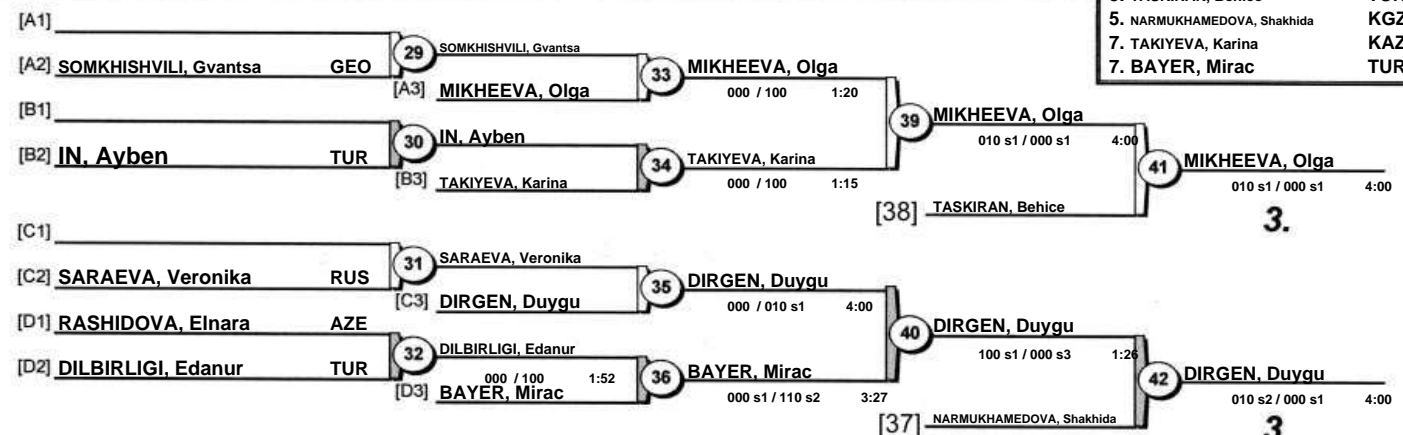 5. NARMUKHAMEDOVA, Shakhida KGZ
7. TAKIYEVA, Karina KAZ
7. BAYER, Mirac TUR
[A1]
[A2] SOMKHISHVILI, Gvantsa GEO
29
SOMKHISHVILI, Gvantsa
[A3] MIKHEEVA, Olga
33
MIKHEEVA, Olga
000 / 100 1:20
[B1]
[B2] IN, Ayben TUR
30
IN, Ayben
[B3] TAKIYEVA, Karina
34
TAKIYEVA, Karina
000 / 100 1:15
39
MIKHEEVA, Olga
010 s1 / 000 s1 4:00
[38] TASKIRAN, Behice
41
MIKHEEVA, Olga
010 s1 / 000 s1 4:00
3.
[C1]
[C2] SARAEVA, Veronika RUS
31
SARAEVA, Veronika
[C3] DIRGEN, Duygu
35
DIRGEN, Duygu
000 / 010 s1 4:00
[D1] RASHIDOVA, Elnara AZE
[D2] DILBIRLIGI, Edanur TUR
32
DILBIRLIGI, Edanur
000 / 100 1:52
[D3] BAYER, Mirac
36
BAYER, Mirac
000 s1 / 110 s2 3:27
40
DIRGEN, Duygu
100 s1 / 000 s3 1:26
[37] NARMUKHAMEDOVA, Shakhida
42
DIRGEN, Duygu
010 s2 / 000 s1 4:00
3